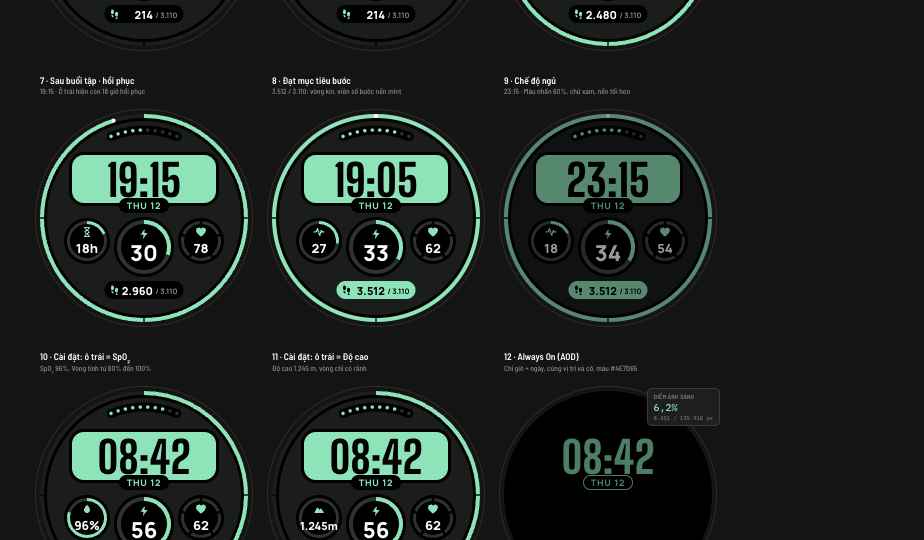 214 / 3.110
214 / 3.110
2.480 / 3.110
7 · Sau buổi tập · hồi phục
19:15 · Ô trái hiện còn 18 giờ hồi phục
19:15
THU 12
18h
30
78
2.960 / 3.110
8 · Đạt mục tiêu bước
3.512 / 3.110: vòng kín, viên số bước nền mint
19:05
THU 12
27
33
62
3.512 / 3.110
9 · Chế độ ngủ
23:15 · Màu nhấn 60%, chữ xám, nền tối hơn
23:15
THU 12
18
34
54
3.512 / 3.110
10 · Cài đặt: ô trái = SpO₂
SpO₂ 96%. Vòng tính từ 80% đến 100%
08:42
THU 12
96%
56
62
11 · Cài đặt: ô trái = Độ cao
Độ cao 1.245 m, vòng chỉ có rãnh
08:42
THU 12
1.245m
56
62
12 · Always On (AOD)
Chỉ giờ + ngày, cùng vị trí và cỡ, màu #4E7D65
ĐIỂM ẢNH SÁNG
6,2%
08:42
THU 12